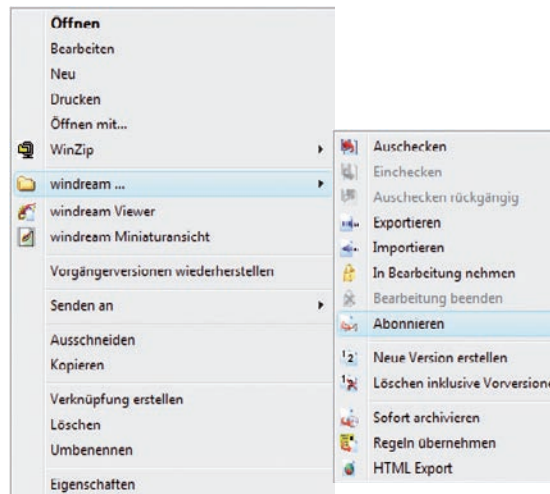 Öffnen
Bearbeiten
Neu
Drucken
Öffnen mit...
WinZip
windream ...
windream Viewer
windream Miniaturansicht
Vorgängerversionen wiederherstellen
Senden an
Ausschneiden
Kopieren
Verknüpfung erstellen
Löschen
Umbenennen
Eigenschaften
Auschecken
Einchecken
Auschecken rückgängig
Exportieren
Importieren
In Bearbeitung nehmen
Bearbeitung beenden
Abonnieren
Neue Version erstellen
Löschen inklusive Vorversione
Sofort archivieren
Regeln übernehmen
HTML Export